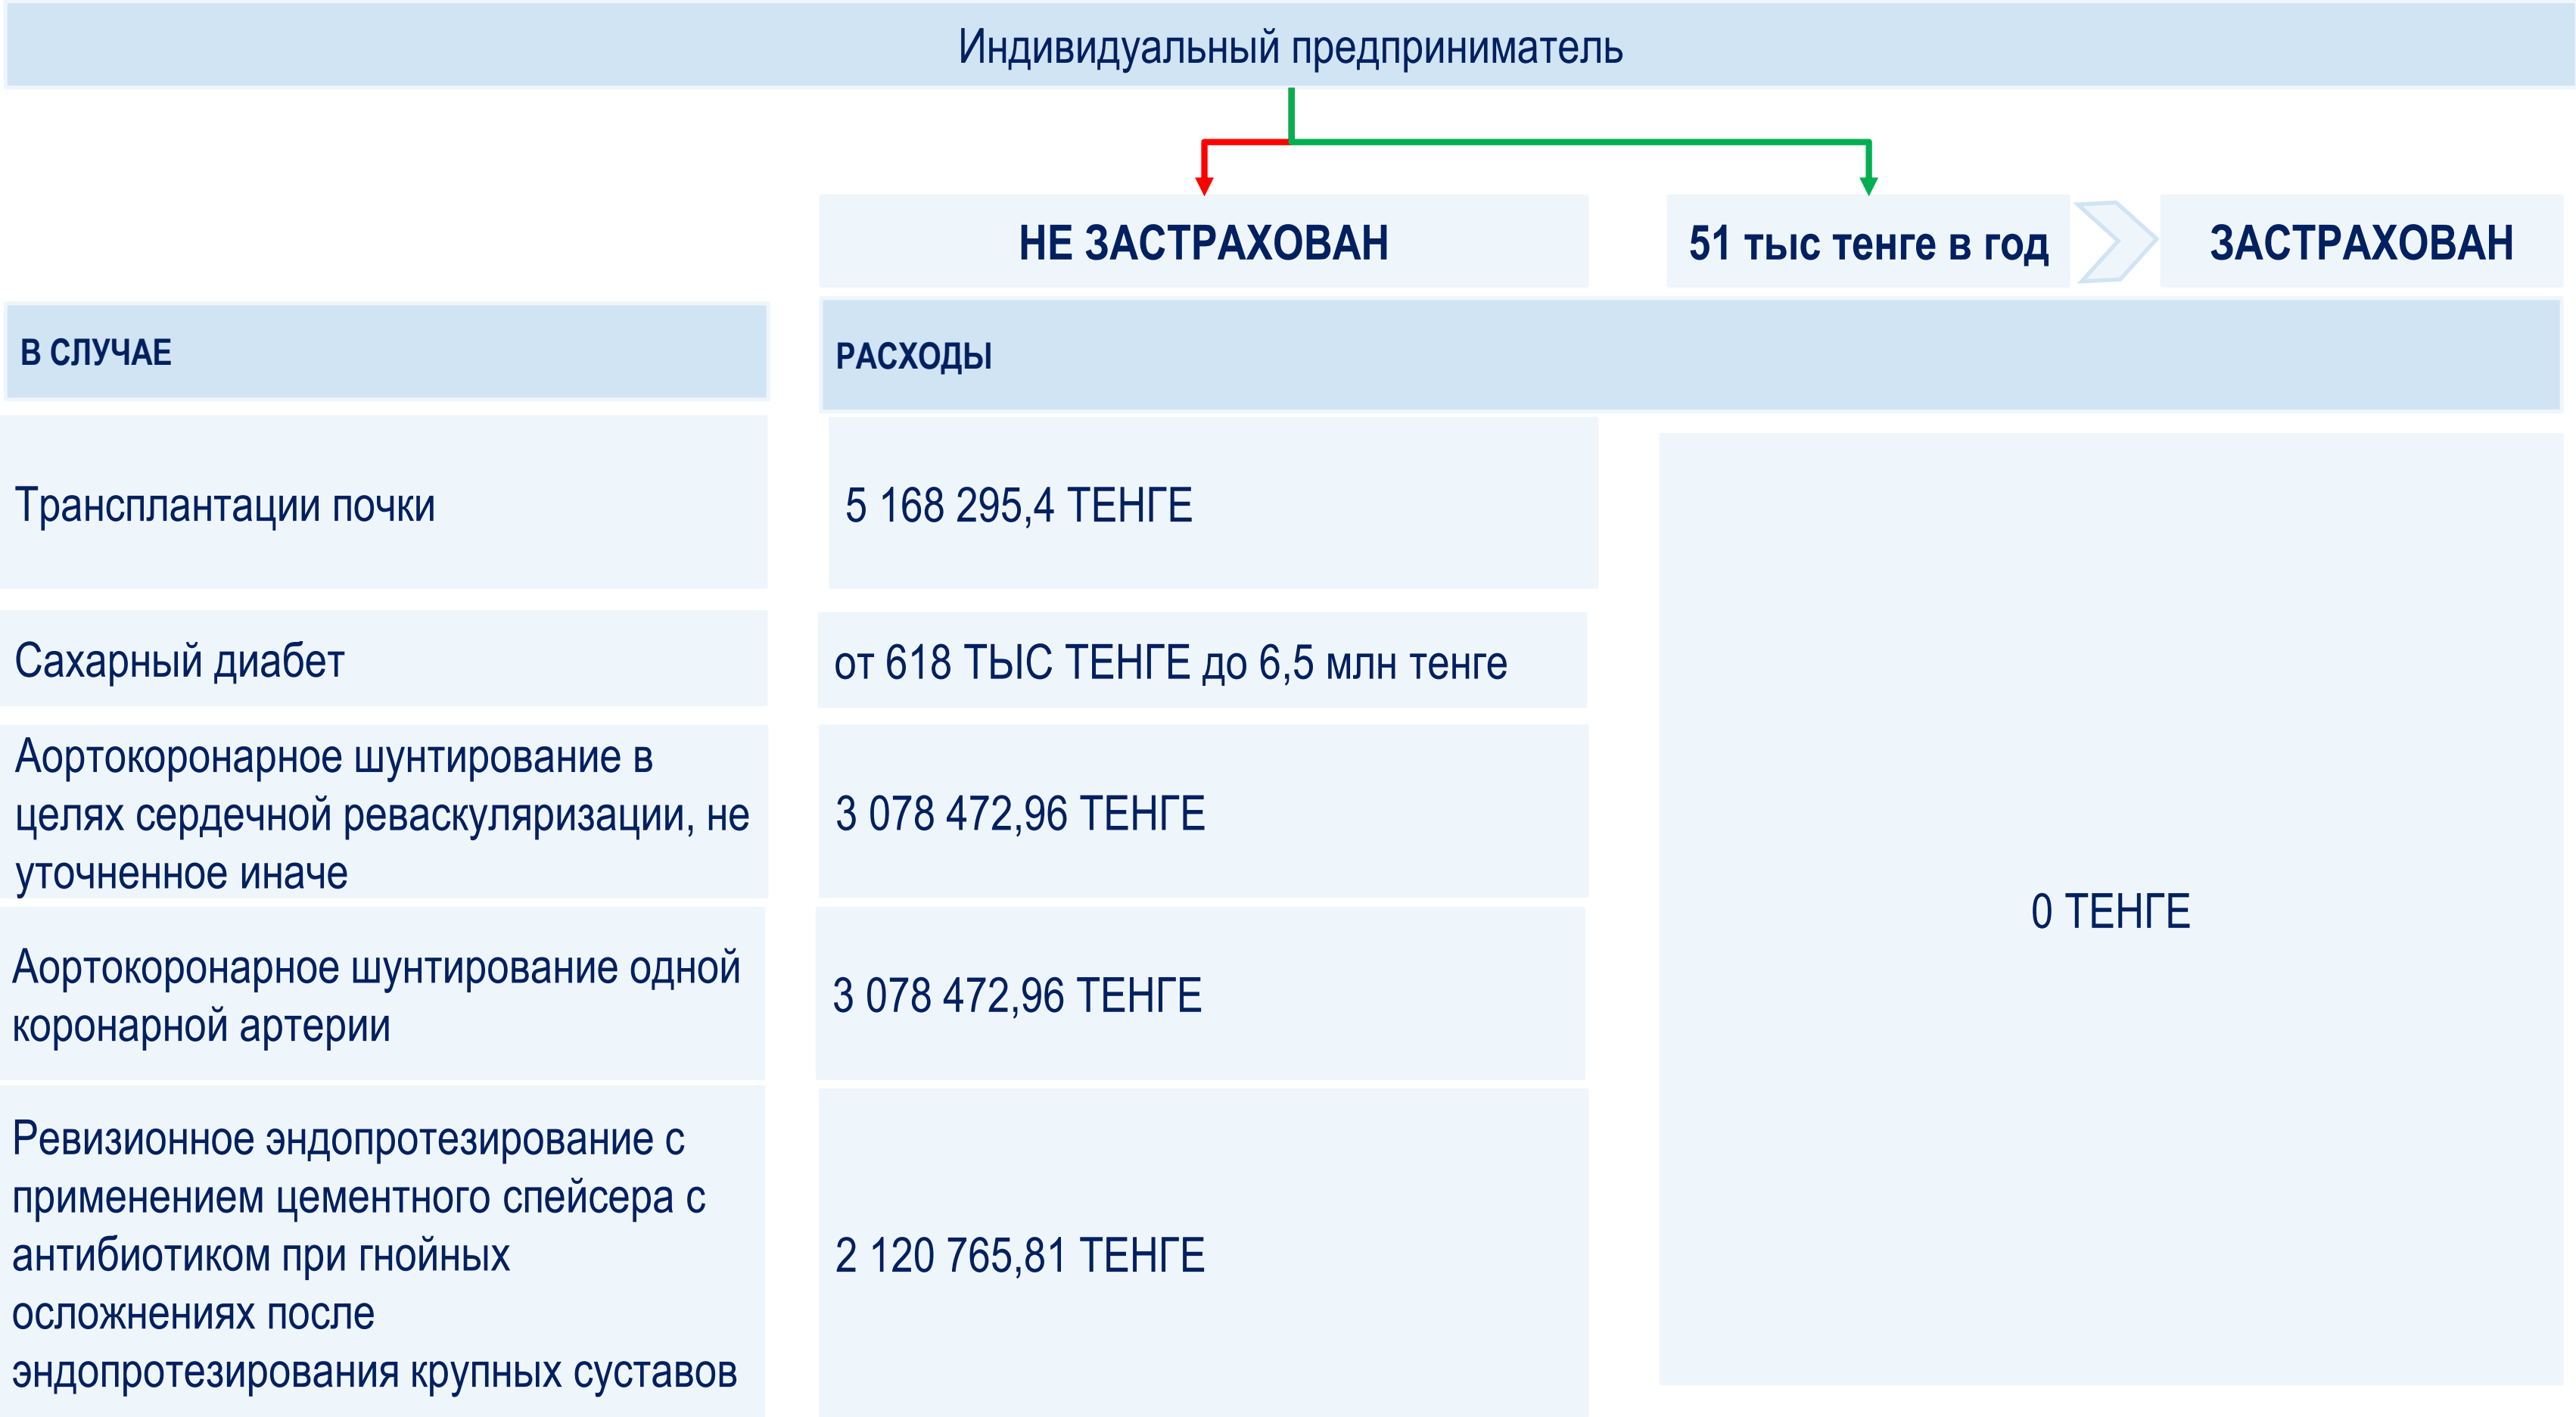 Индивидуальный предприниматель
НЕ ЗАСТРАХОВАН
51 тыс тенге в год
ЗАСТРАХОВАН
В СЛУЧАЕ
РАСХОДЫ
Трансплантации почки
5 168 295,4 ТЕНГЕ
Сахарный диабет
от 618 ТЫС ТЕНГЕ до 6,5 млн тенге
Аортокоронарное шунтирование в
целях сердечной реваскуляризации, не
уточненное иначе
3 078 472,96 ТЕНГЕ
0 ТЕНГЕ
Аортокоронарное шунтирование одной
коронарной артерии
3 078 472,96 ТЕНГЕ
Ревизионное эндопротезирование с
применением цементного спейсера с
антибиотиком при гнойных
осложнениях после
эндопротезирования крупных суставов
2 120 765,81 ТЕНГЕ